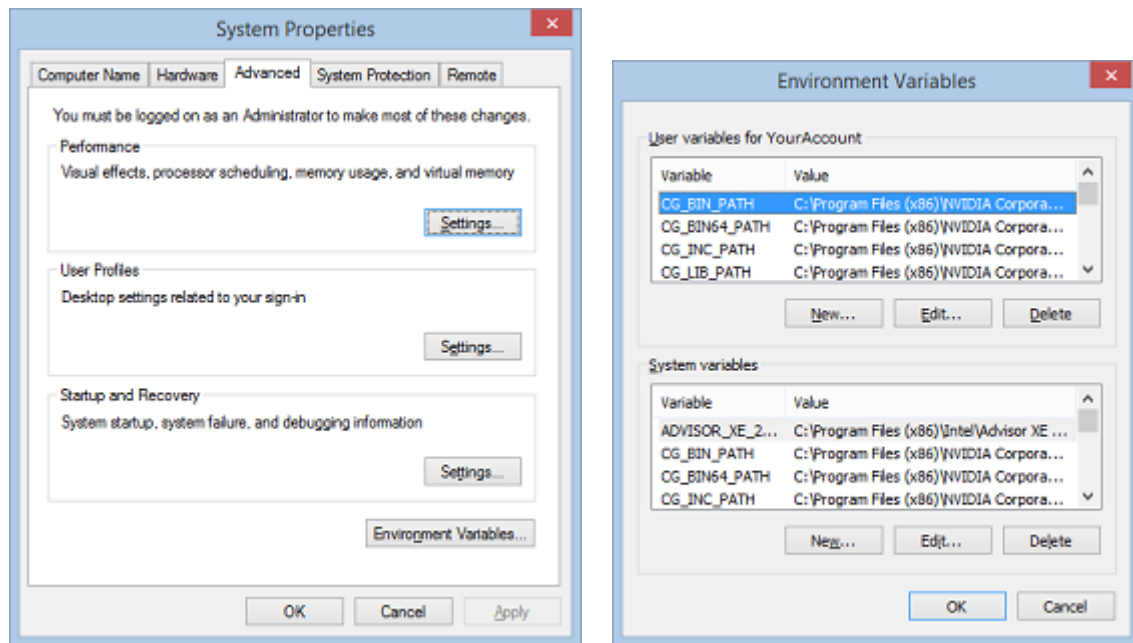 System Properties
Computer Name Hardware Advanced System Protection Remote
You must be logged on as an Administrator to make most of these changes.
Performance
Visual effects, processor scheduling, memory usage, and virtual memory
Settings...
User Profiles
Desktop settings related to your sign-in
Settings...
Startup and Recovery
System startup, system failure, and debugging information
Settings...
Environment Variables...
OK Cancel Apply
Environment Variables
User variables for YourAccount
Variable Value
CG_BIN_PATH C:\Program Files (x86)\NVIDIA Corpora...
CG_BIN64_PATH C:\Program Files (x86)\NVIDIA Corpora...
CG_INC_PATH C:\Program Files (x86)\NVIDIA Corpora...
CG_LIB_PATH C:\Program Files (x86)\NVIDIA Corpora...
New... Edit... Delete
System variables
Variable Value
ADVISOR_XE_2... C:\Program Files (x86)\Intel\Advisor XE ...
CG_BIN_PATH C:\Program Files (x86)\NVIDIA Corpora...
CG_BIN64_PATH C:\Program Files (x86)\NVIDIA Corpora...
CG_INC_PATH C:\Program Files (x86)\NVIDIA Corpora...
New... Edit... Delete
OK Cancel